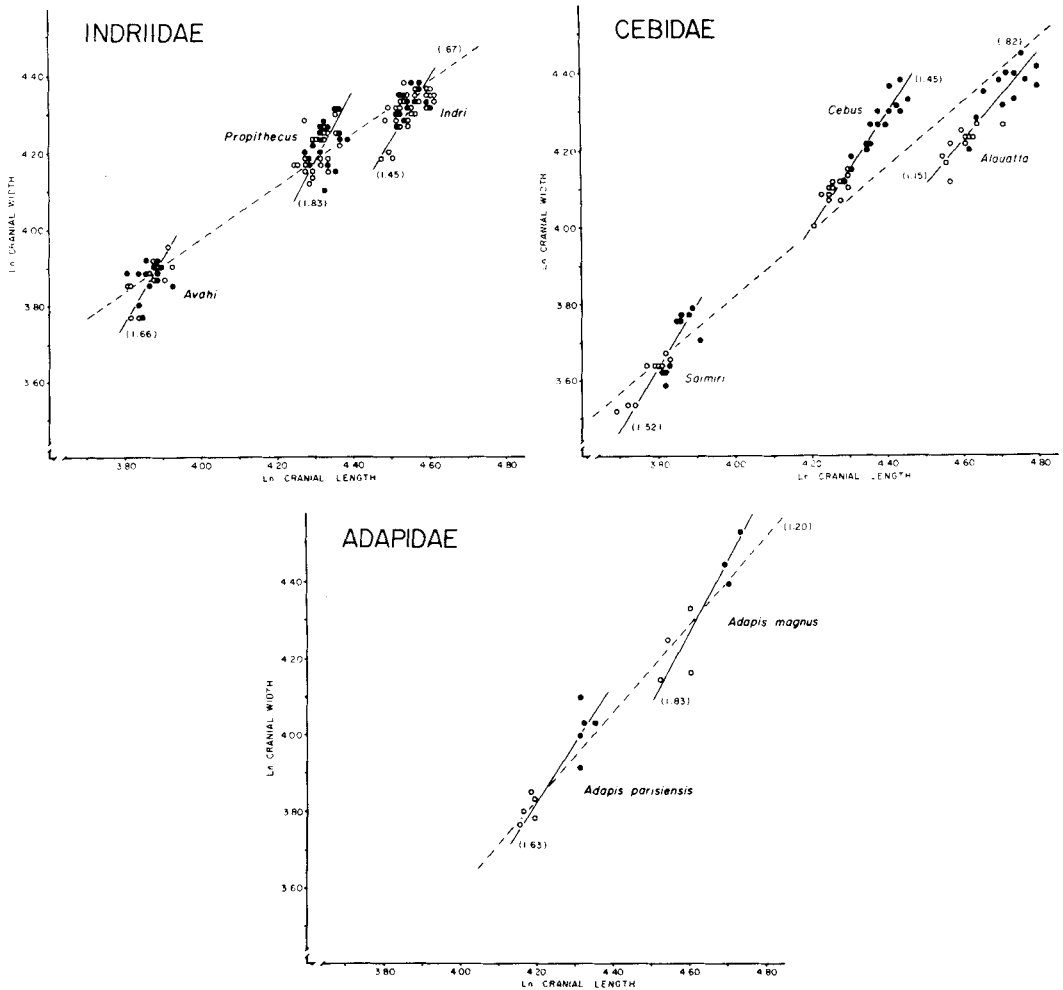 INDRIIDAE
(.67)
4 40
4 20
4 00
3 80
3 60
Ln CRANIAL WIDTH
Propithecus
Indri
(1.45)
(1.83)
Avahi
(1.66)
3.80 4.00 4.20 4.40 4.60 4.80
Ln CRANIAL LENGTH
CEBIDAE
(.82)
(1.45)
4 40
4 20
4 00
3 80
3 60
Ln CRANIAL WIDTH
Cebus
Alouatta
(1.15)
Saimiri
(1.52)
3 80 4 00 4 20 4 40 4 60 4 80
Ln CRANIAL LENGTH
ADAPIDAE
(1.20)
4 40
4 20
4 00
3 80
3 60
Ln CRANIAL WIDTH
Adapis magnus
(1.83)
Adapis parisiensis
(1.63)
3 80 4 00 4 20 4 40 4 60 4 80
Ln CRANIAL LENGTH